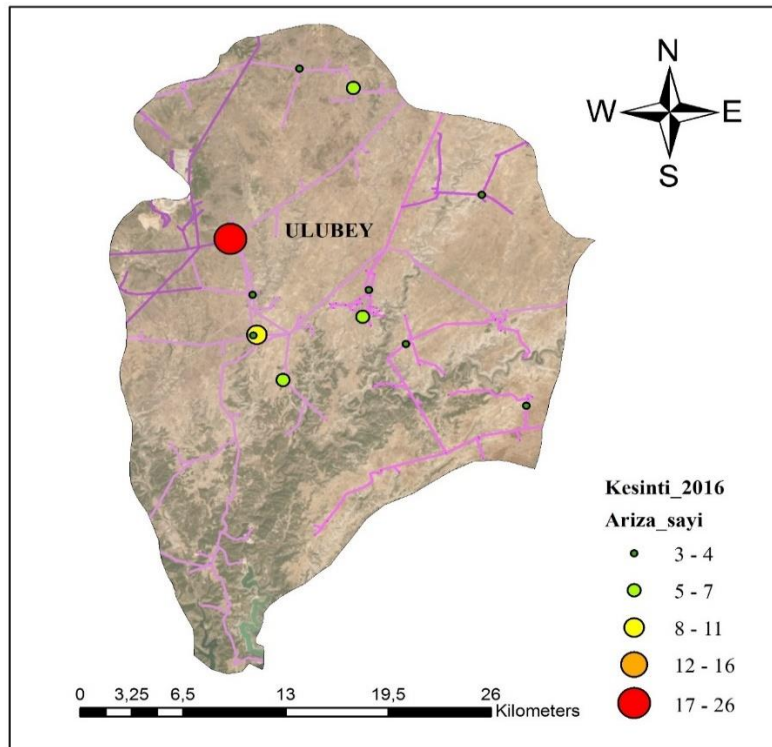 N
W E
S
ULUBEY
Kesinti_2016
Ariza_sayi
3 - 4
5 - 7
8 - 11
12 - 16
17 - 26
0 3,25 6,5 13 19,5 26
Kilometers